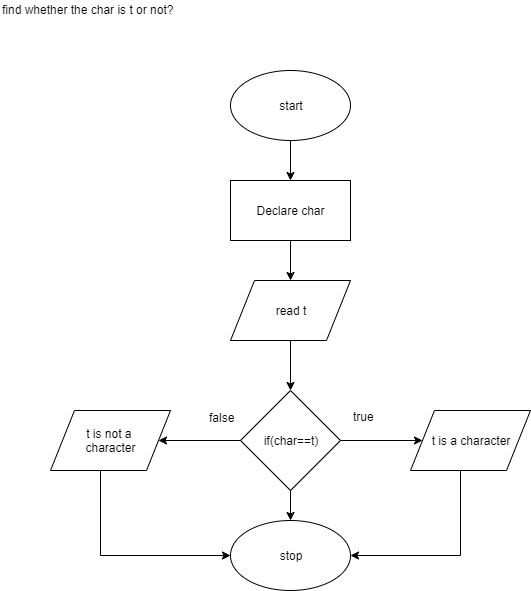 find whether the char is t or not?
start
Declare char
read t
false
true
t is not a
character
if(char==t)
t is a character
stop